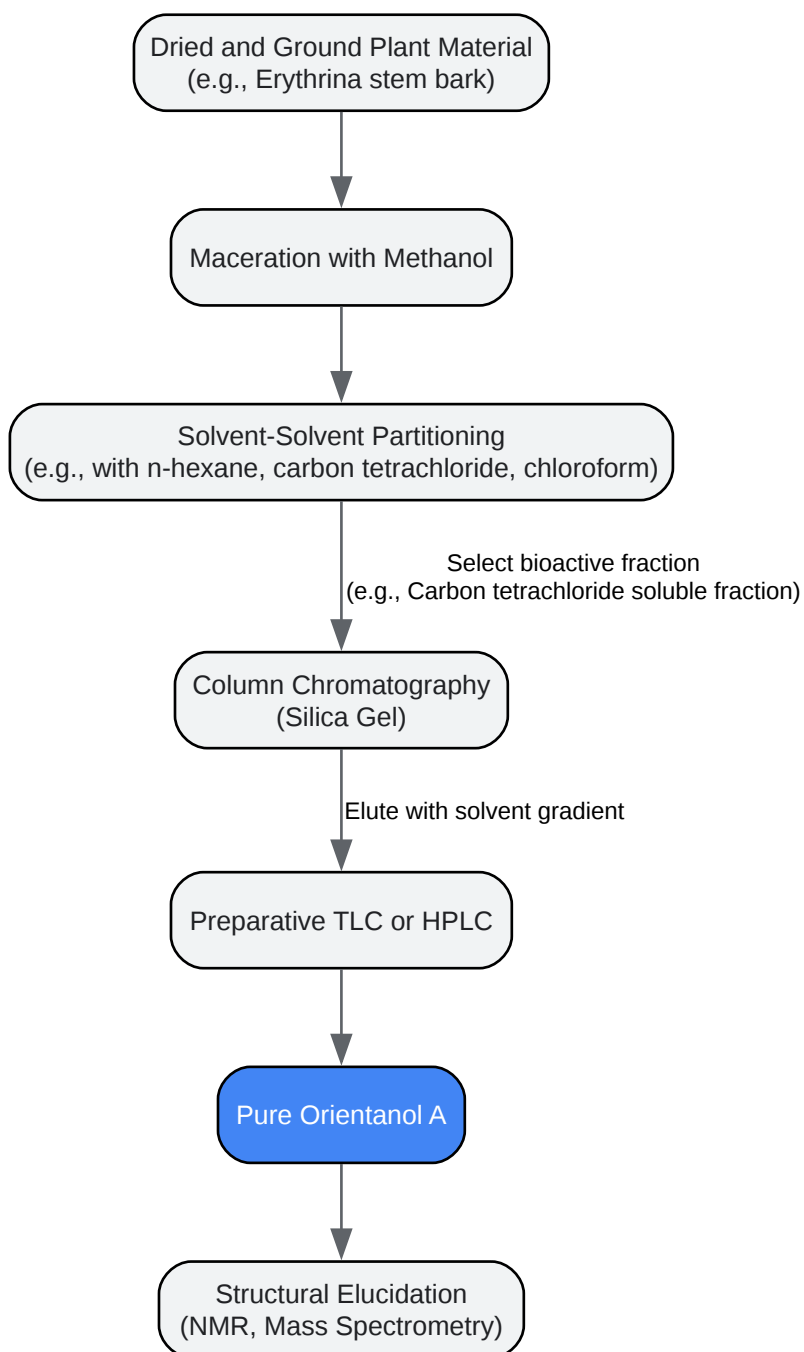 Dried and Ground Plant Material
(e.g., Erythrina stem bark)
Maceration with Methanol
Solvent-Solvent Partitioning
(e.g., with n-hexane, carbon tetrachloride, chloroform)
Select bioactive fraction
(e.g., Carbon tetrachloride soluble fraction)
Column Chromatography
(Silica Gel)
Elute with solvent gradient
Preparative TLC or HPLC
Pure Orientanol A
Structural Elucidation
(NMR, Mass Spectrometry)